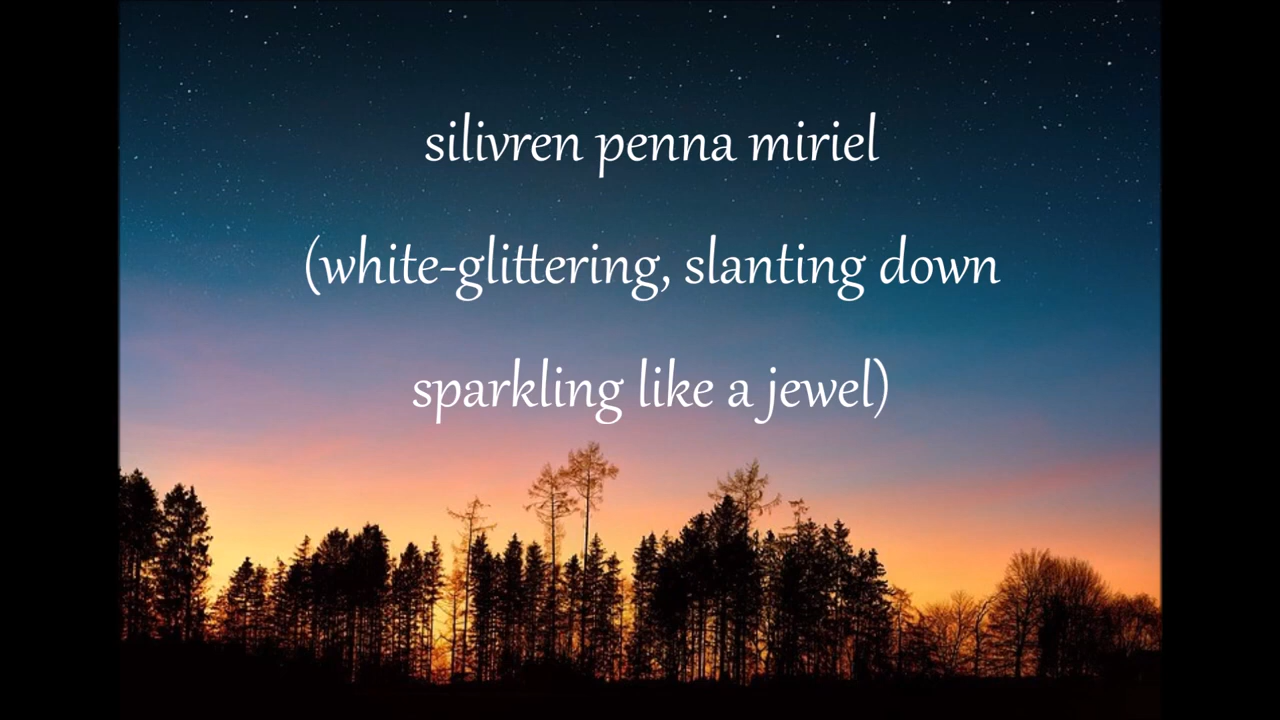 silivren penna miriel
(white-glittering, slanting down
sparkling like a jewel)